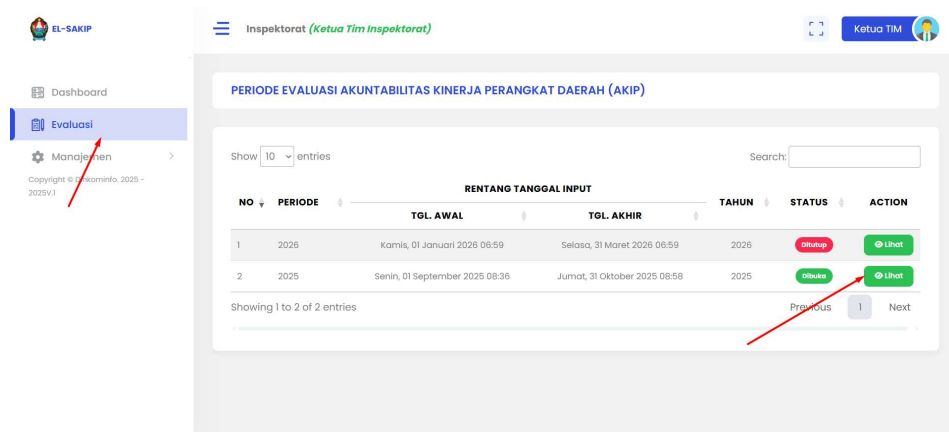 EL-SAKIP
Inspektorat (Ketua Tim Inspektorat)
Ketua TIM
Dashboard
Evaluasi
Manajemen
Copyright © Dinkominfo. 2025 -
2025V.1
PERIODE EVALUASI AKUNTABILITAS KINERJA PERANGKAT DAERAH (AKIP)
Show 10 entries
Search:
RENTANG TANGGAL INPUT
NO PERIODE TAHUN STATUS ACTION
TGL. AWAL TGL. AKHIR
1 2026 Kamis, 01 Januari 2026 06:59 Selasa, 31 Maret 2026 06:59 2026 Ditutup Lihat
2 2025 Senin, 01 September 2025 08:36 Jumat, 31 Oktober 2025 08:58 2025 Dibuka Lihat
Showing 1 to 2 of 2 entries
Previous 1 Next